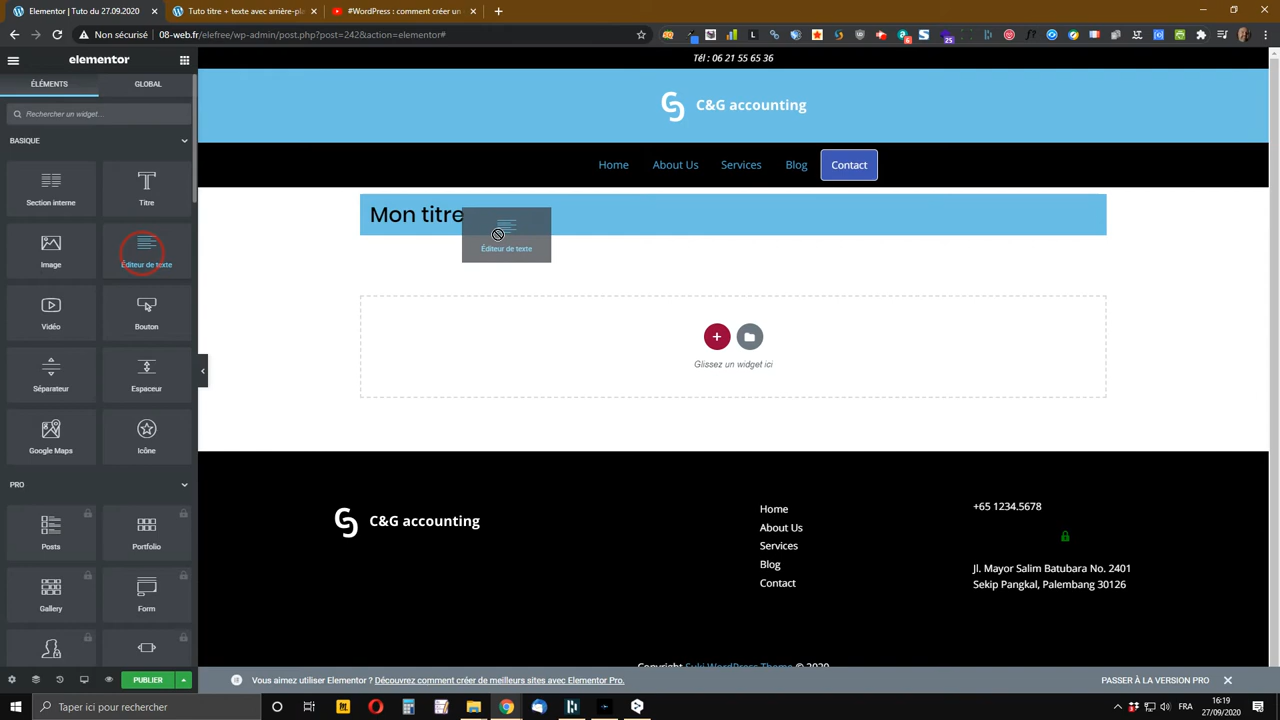 Elementor | Tuto du 27.09.2020
Tuto titre avec arrière-pla
#WordPress : comment créer un
Non sécurisé | 08-web.fr/elefree/wp-admin/post.php?post=242&action=elementor#
elementor
ÉLÉMENTS
GLOBAL
Rechercher un widget...
BASIQUE
Section interne
Titre
Image
Éditeur de texte
Vidéo
Bouton
Séparateur
Espaceur
Google Maps
Icône
PRO
Posts
Portfolio
Gallery
Form
PUBLIER
Tél : 06 21 55 65 36
C&G accounting
Home
About Us
Services
Blog
Contact
Mon titre
Éditeur de texte
Glissez un widget ici
C&G accounting
Home
About Us
Services
Blog
Contact
+65 1234.5678
Jl. Mayor Salim Batubara No. 2401
Sekip Pangkal, Palembang 30126
Copyright Suki WordPress Theme © 2020
Vous aimez utiliser Elementor ? Découvrez comment créer de meilleurs sites avec Elementor Pro.
PASSER À LA VERSION PRO
Taper ici pour rechercher
FRA
16:19
27/09/2020